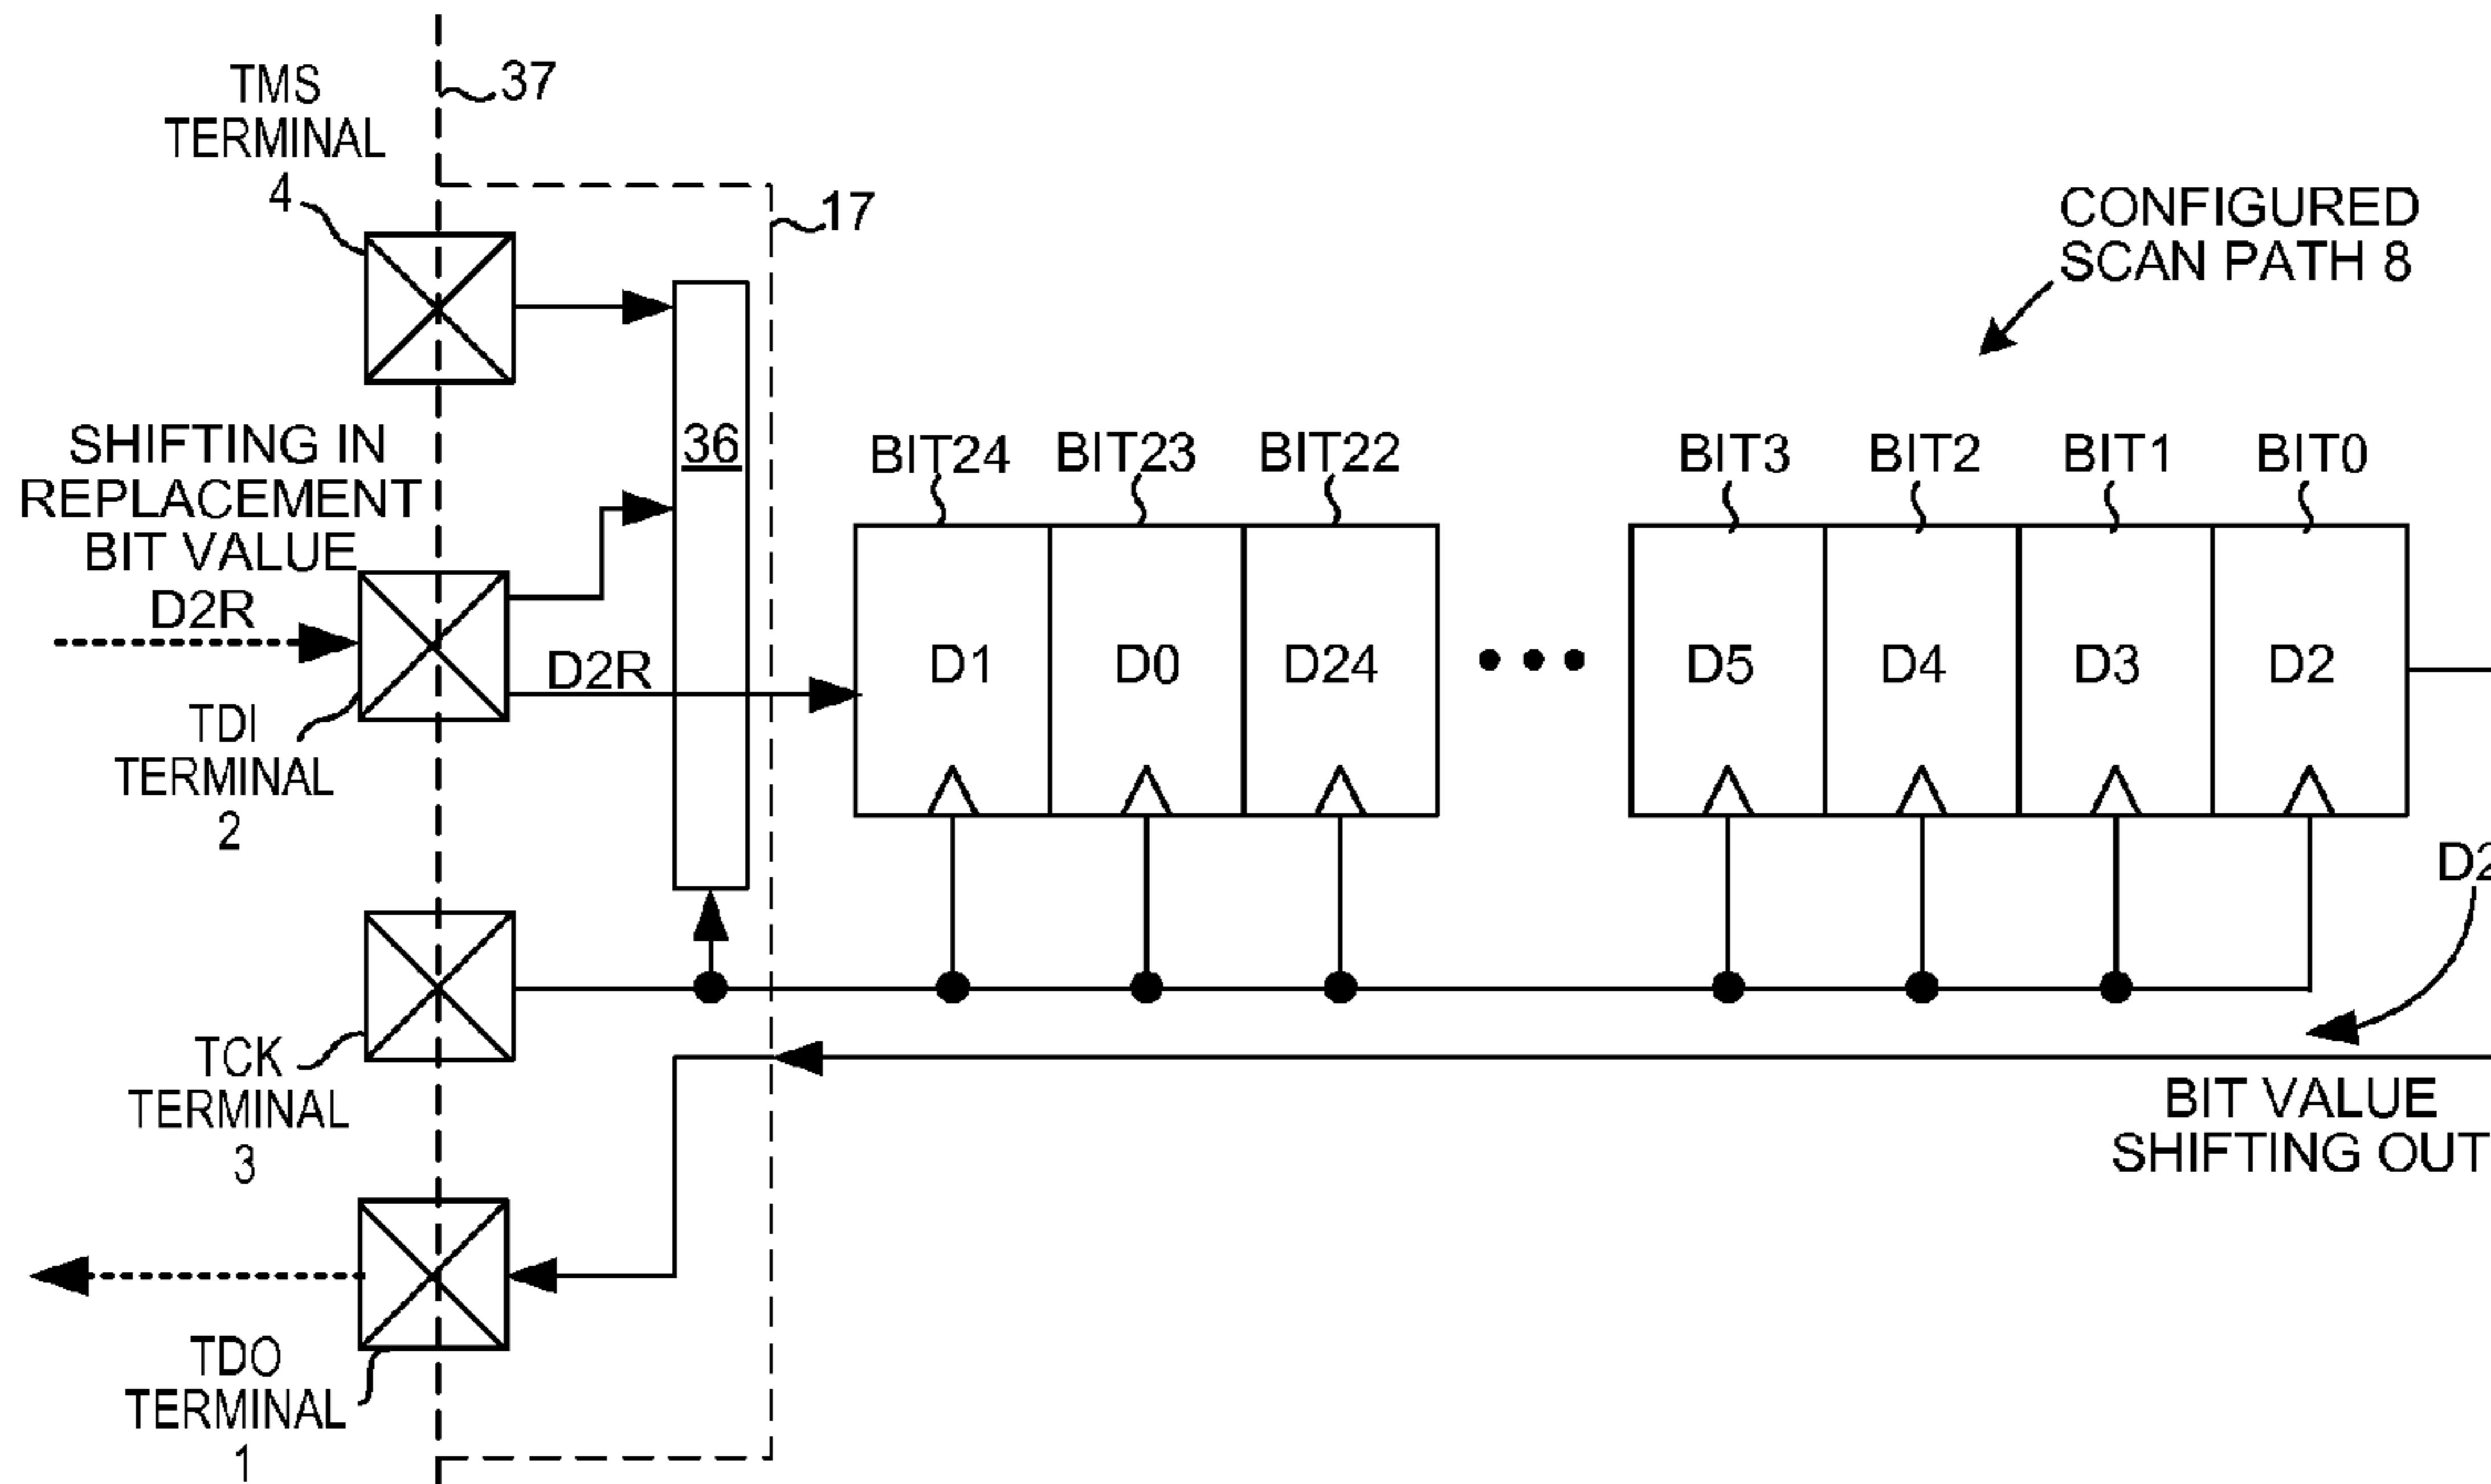 TMS
TERMINAL
4
37
17
CONFIGURED
SCAN PATH 8
SHIFTING IN
REPLACEMENT
BIT VALUE
D2R
36
BIT24
BIT23
BIT22
BIT3
BIT2
BIT1
BIT0
D2R
D1
D0
D24
D5
D4
D3
D2
TDI
TERMINAL
2
D2
TCK
TERMINAL
3
BIT VALUE
SHIFTING OUT
TDO
TERMINAL
1